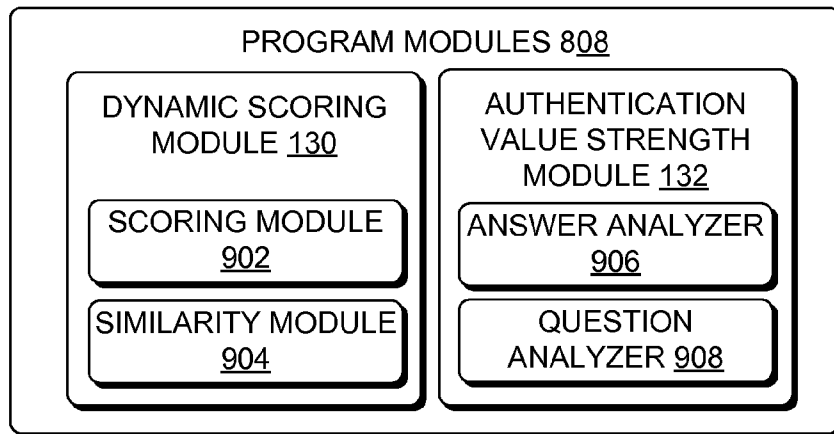 PROGRAM MODULES 808
DYNAMIC SCORING
MODULE 130
SCORING MODULE
902
SIMILARITY MODULE
904
AUTHENTICATION
VALUE STRENGTH
MODULE 132
ANSWER ANALYZER
906
QUESTION
ANALYZER 908